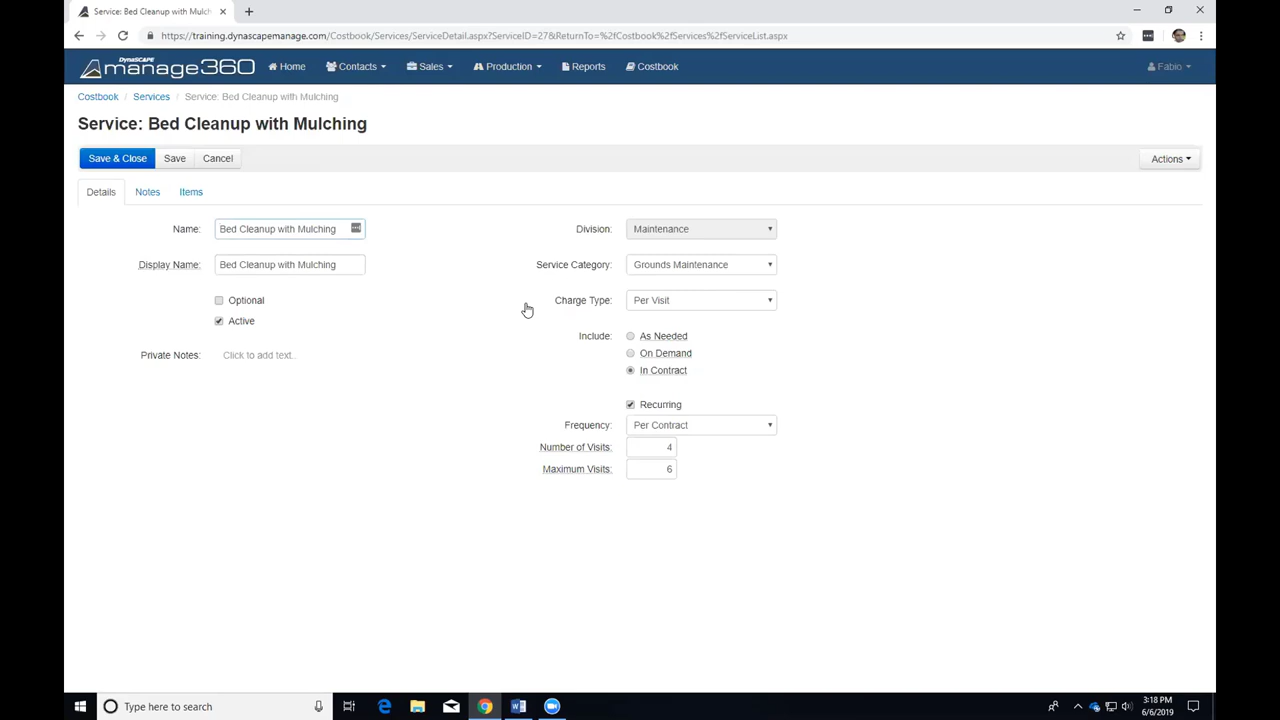 Service: Bed Cleanup with Mulch
https://training.dynascapemanage.com/Costbook/Services/ServiceDetail.aspx?ServiceID=27&ReturnTo=%2fCostbook%2fServices%2fServiceList.aspx
DynaSCAPE
manage360 Home Contacts Sales Production Reports Costbook Fabio
Costbook / Services / Service: Bed Cleanup with Mulching
Service: Bed Cleanup with Mulching
Save & Close Save Cancel Actions
Details Notes Items
Name: Bed Cleanup with Mulching Division: Maintenance
Display Name: Bed Cleanup with Mulching Service Category: Grounds Maintenance
Optional Charge Type: Per Visit
Active
Include: As Needed
Private Notes: Click to add text.. On Demand
In Contract
Recurring
Frequency: Per Contract
Number of Visits: 4
Maximum Visits: 6
Type here to search
3:18 PM
6/6/2019